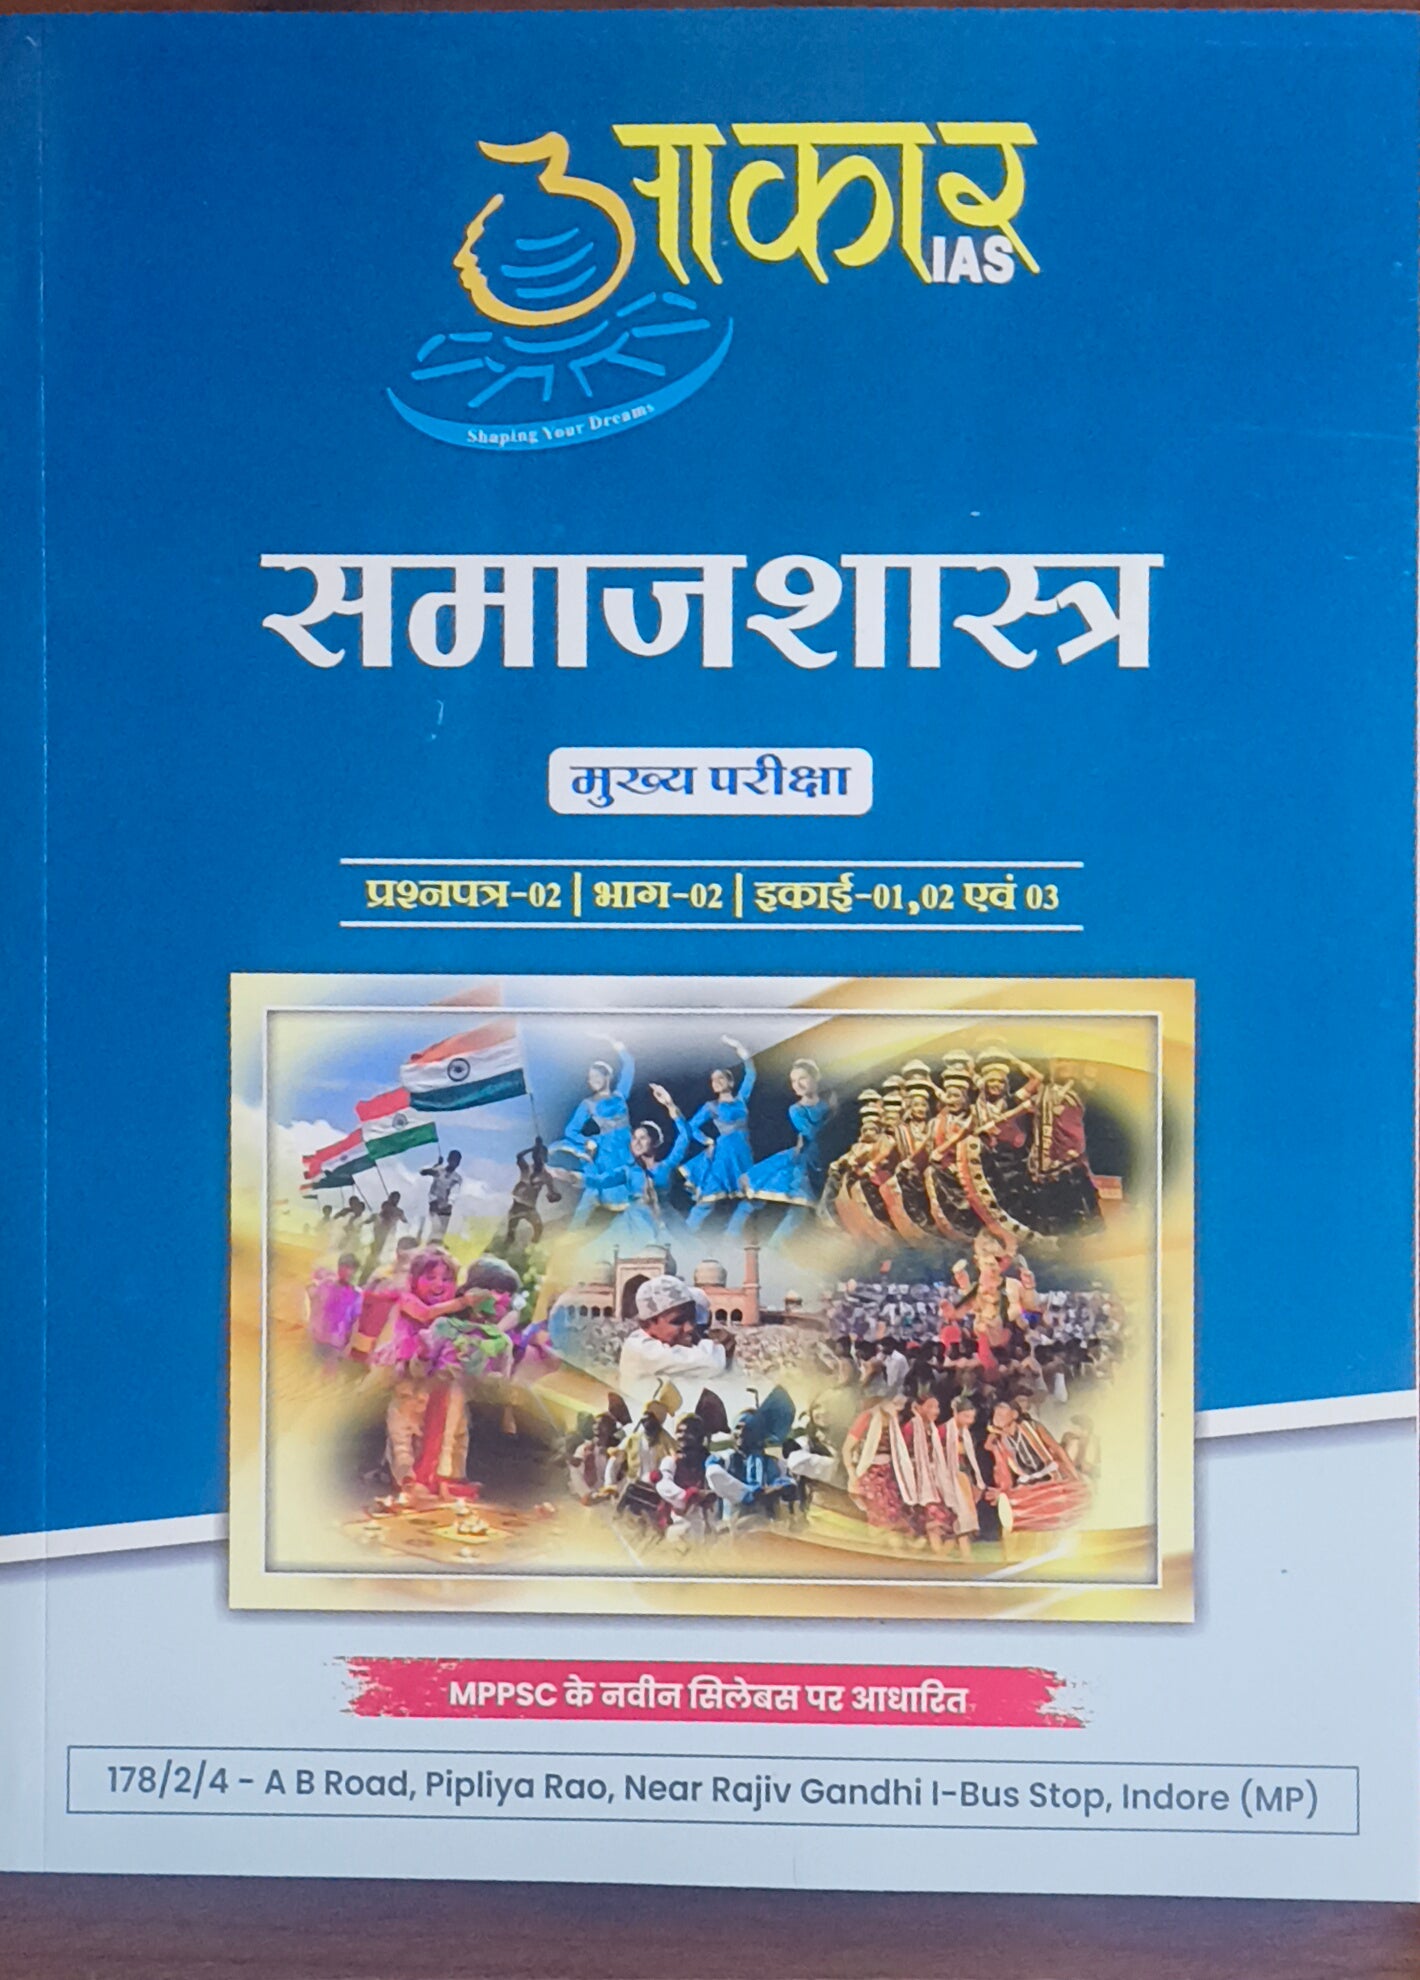 आकार
IAS
Shaping Your Dreams
समाजशास्त्र
मुख्य परीक्षा
प्रश्नपत्र-02 | भाग-02 | इकाई-01,02 एवं 03
MPPSC के नवीन सिलेबस पर आधारित
178/2/4 - A B Road, Pipliya Rao, Near Rajiv Gandhi I-Bus Stop, Indore (MP)